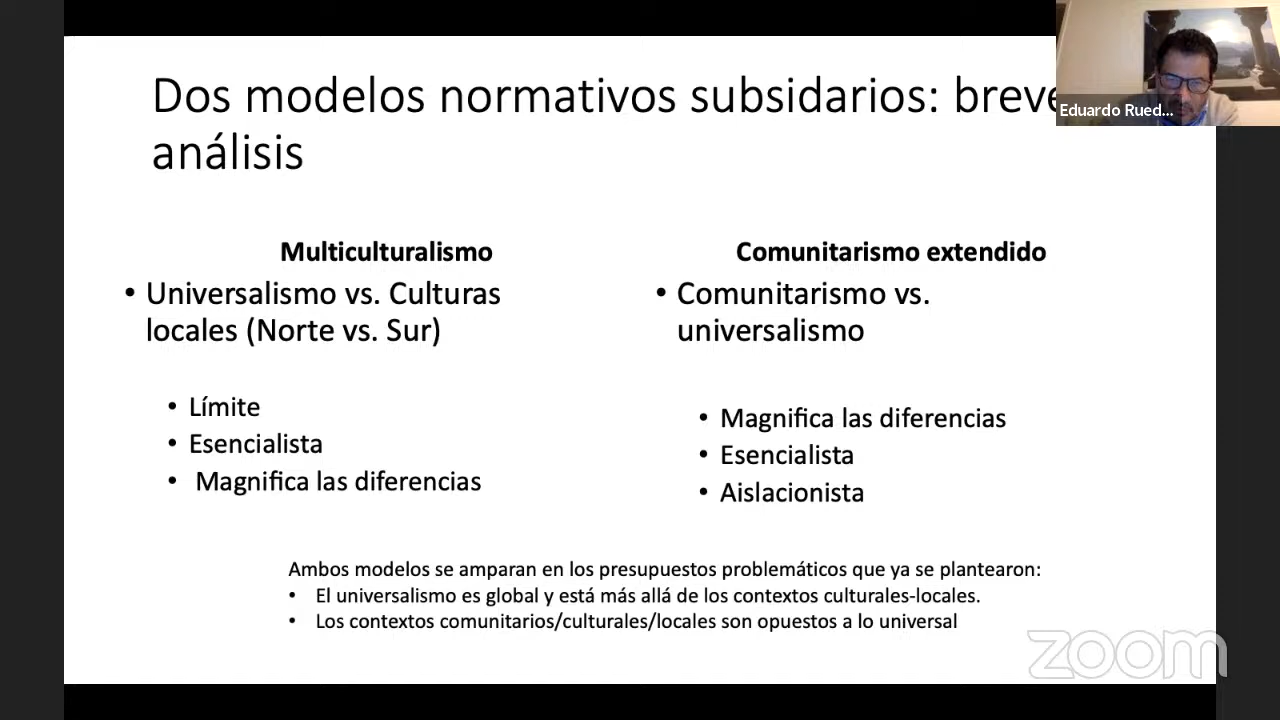 Dos modelos normativos subsidarios: breve
análisis
Eduardo Rued...
Multiculturalismo
• Universalismo vs. Culturas
locales (Norte vs. Sur)
• Límite
• Esencialista
• Magnifica las diferencias
Comunitarismo extendido
• Comunitarismo vs.
universalismo
• Magnifica las diferencias
• Esencialista
• Aislacionista
Ambos modelos se amparan en los presupuestos problemáticos que ya se plantearon:
• El universalismo es global y está más allá de los contextos culturales-locales.
• Los contextos comunitarios/culturales/locales son opuestos a lo universal
zoom